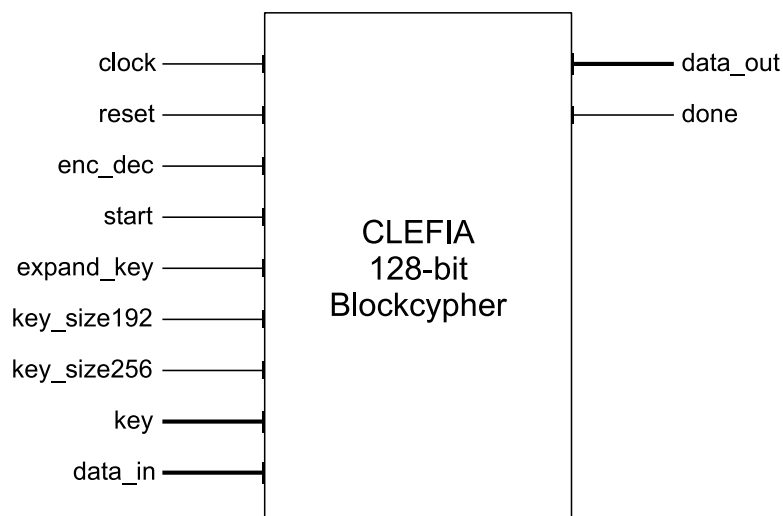 clock
reset
enc_dec
start
expand_key
key_size192
key_size256
key
data_in
CLEFIA
128-bit
Blockcypher
data_out
done